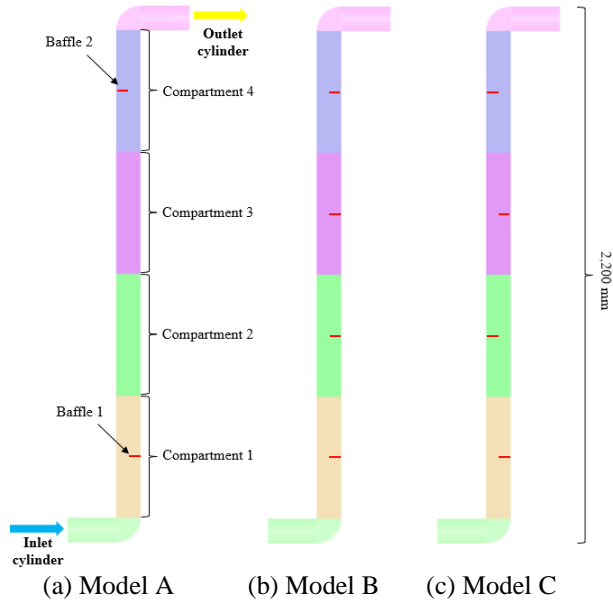 Baffle 2
Outlet
cylinder
Compartment 4
Compartment 3
2,200 mm
Compartment 2
Baffle 1
Compartment 1
Inlet
cylinder
(a) Model A
(b) Model B
(c) Model C